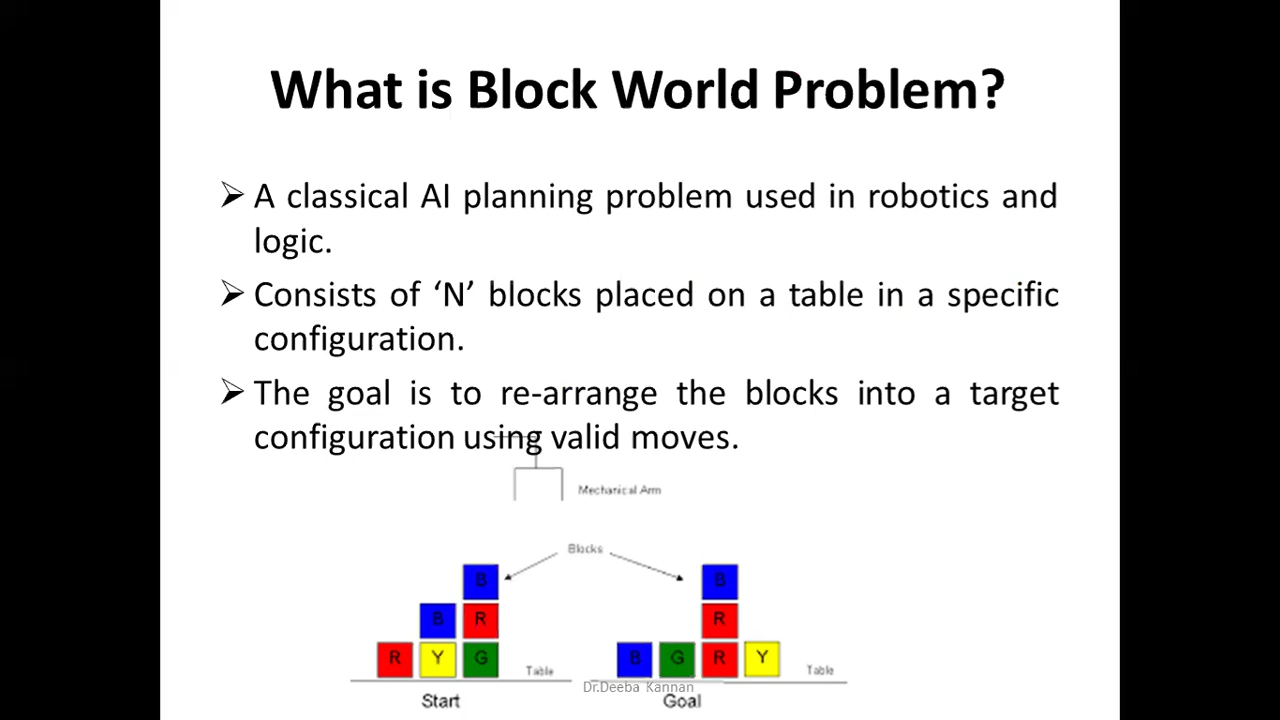 What is Block World Problem?
➢ A classical AI planning problem used in robotics and
logic.
➢ Consists of ‘N’ blocks placed on a table in a specific
configuration.
➢ The goal is to re-arrange the blocks into a target
configuration using valid moves.
Mechanical Arm
Blocks
B B
B R R
R Y G Table B G R Y Table
Dr.Deeba Kannan
Start Goal